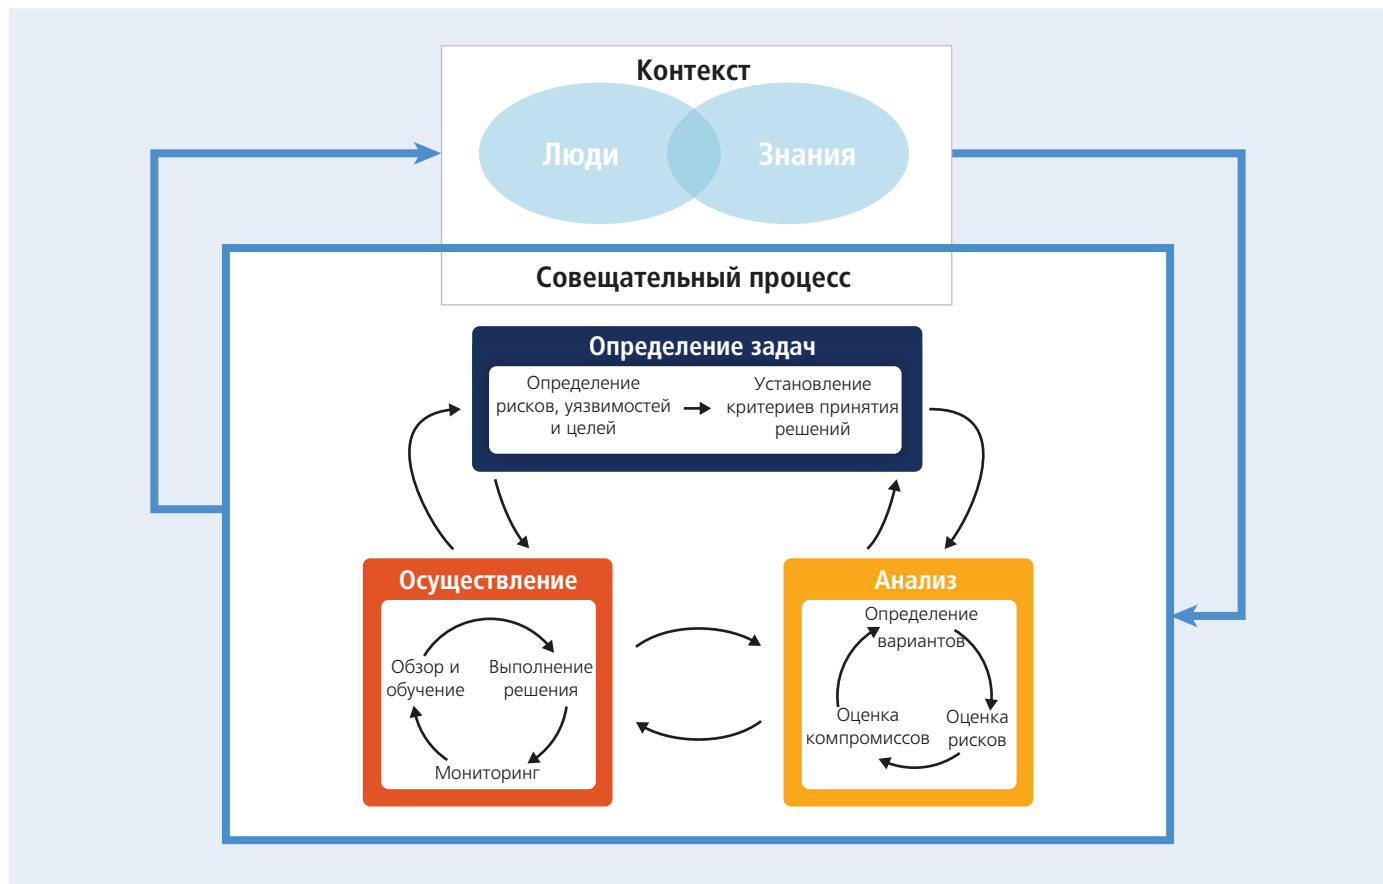 Контекст
Люди
Знания
Совещательный процесс
Определение задач
Определение
рисков, уязвимостей
и целей
Установление
критериев принятия
решений
Осуществление
Обзор и
обучение
Выполнение
решения
Мониторинг
Анализ
Определение
вариантов
Оценка
компромиссов
Оценка
рисков